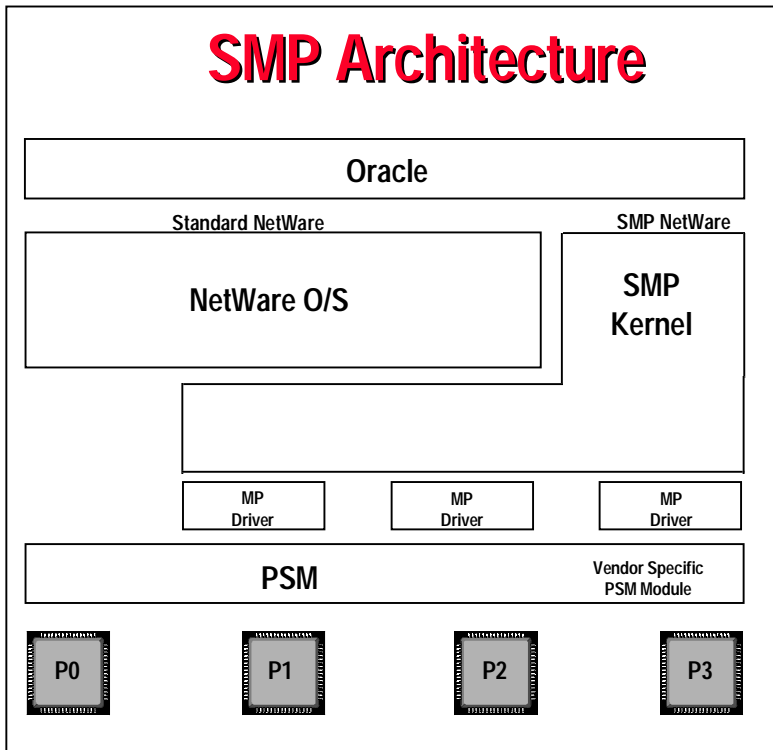 SMP Architecture
Oracle
Standard NetWare
SMP NetWare
NetWare O/S
SMP
Kernel
MP
Driver
MP
Driver
MP
Driver
PSM
Vendor Specific
PSM Module
P0
P1
P2
P3